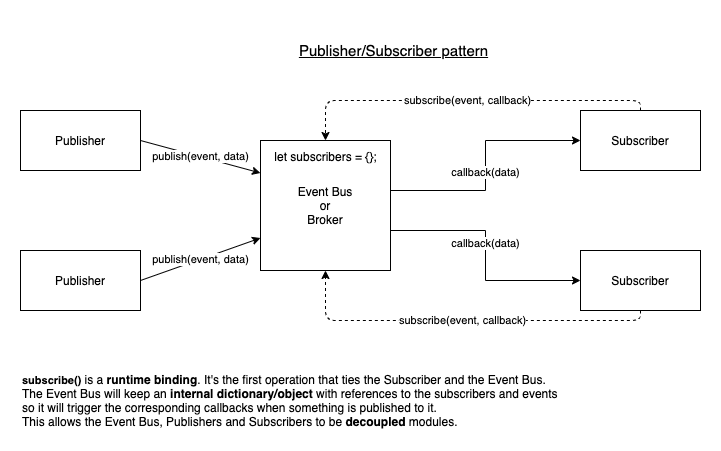 Publisher/Subscriber pattern
subscribe(event, callback)
Publisher
Subscriber
publish(event, data)
let subscribers = {};
callback(data)
Event Bus
or
Broker
callback(data)
publish(event, data)
Publisher
Subscriber
subscribe(event, callback)
subscribe() is a runtime binding. It's the first operation that ties the Subscriber and the Event Bus.
The Event Bus will keep an internal dictionary/object with references to the subscribers and events
so it will trigger the corresponding callbacks when something is published to it.
This allows the Event Bus, Publishers and Subscribers to be decoupled modules.